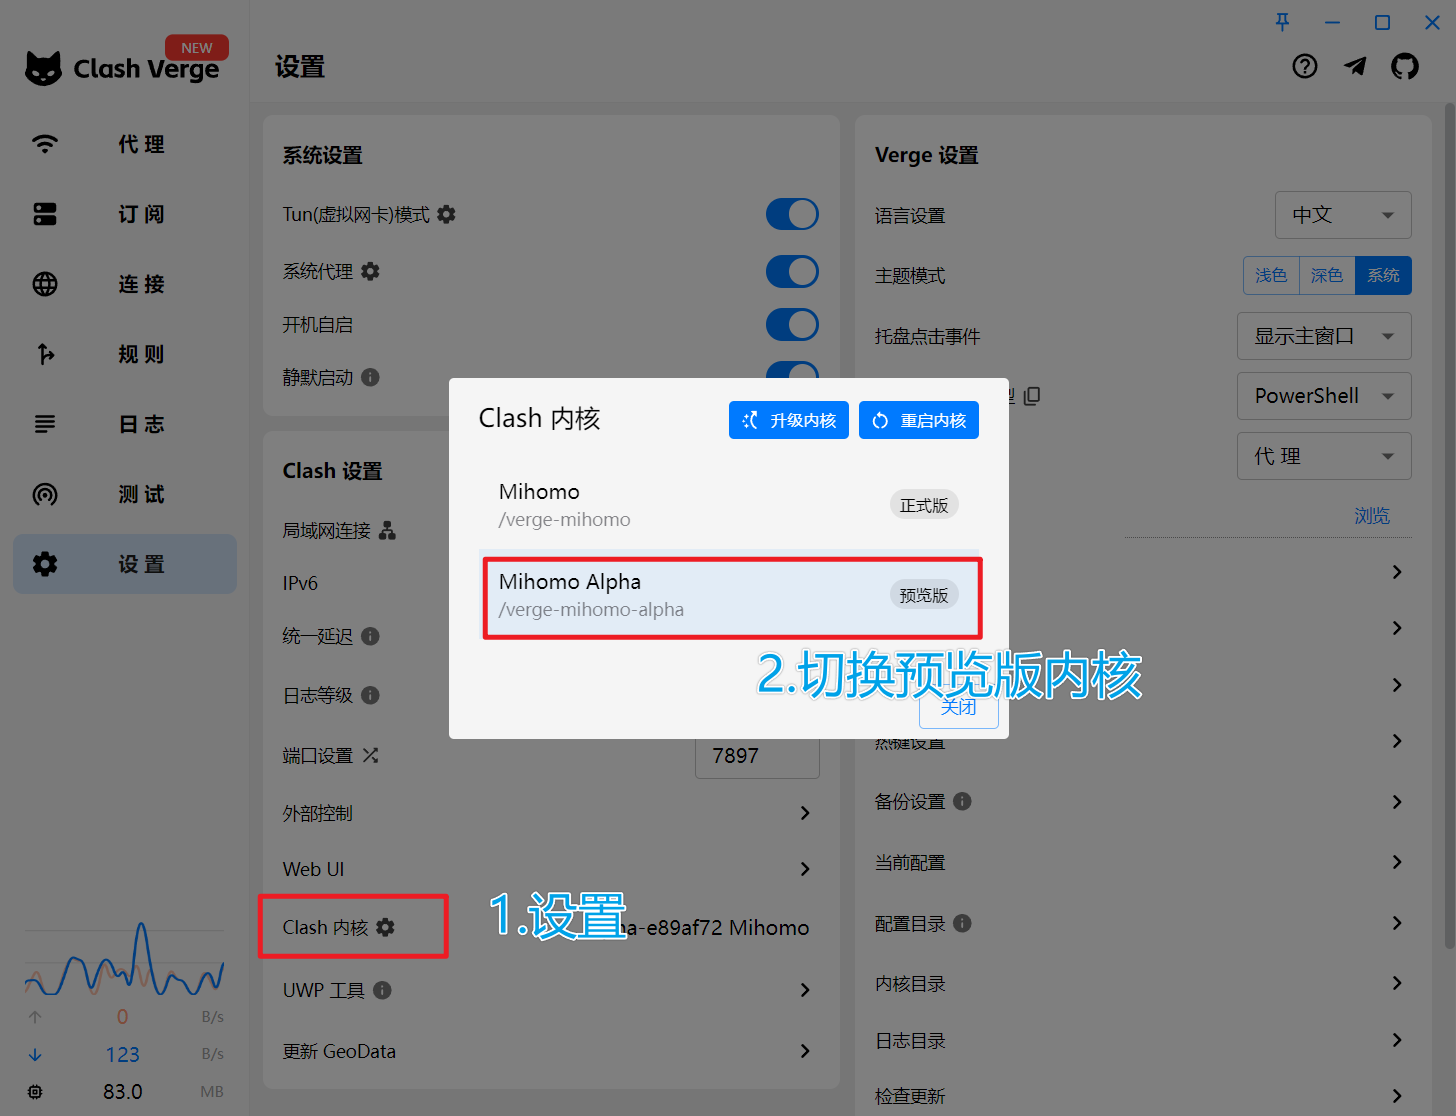 NEW
Clash Verge
代 理
订 阅
连 接
规 则
日 志
测 试
设 置
0 B/s
123 B/s
83.0 MB
设置
系统设置
Tun(虚拟网卡)模式
系统代理
开机自启
静默启动
Clash 设置
局域网连接
IPv6
统一延迟
日志等级
端口设置 7897
外部控制
Web UI
Clash 内核
1.设置
a-e89af72 Mihomo
UWP 工具
更新 GeoData
Clash 内核
升级内核
重启内核
Mihomo
/verge-mihomo
正式版
Mihomo Alpha
/verge-mihomo-alpha
预览版
2.切换预览版内核
关闭
Verge 设置
语言设置 中文
主题模式 浅色 深色 系统
托盘点击事件 显示主窗口
PowerShell
代 理
浏览
热键设置
备份设置
当前配置
配置目录
内核目录
日志目录
检查更新